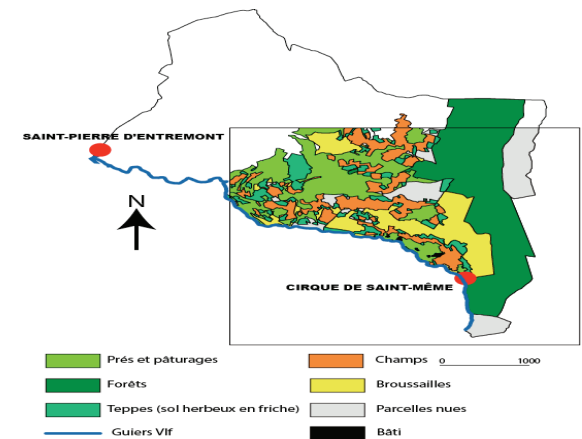 SAINT-PIERRE D'ENTREMONT
N
CIRQUE DE SAINT-MÊME
Prés et pâturages
Champs
0 1000
Forêts
Broussailles
Teppes (sol herbeux en friche)
Parcelles nues
Guiers VIf
Bâti